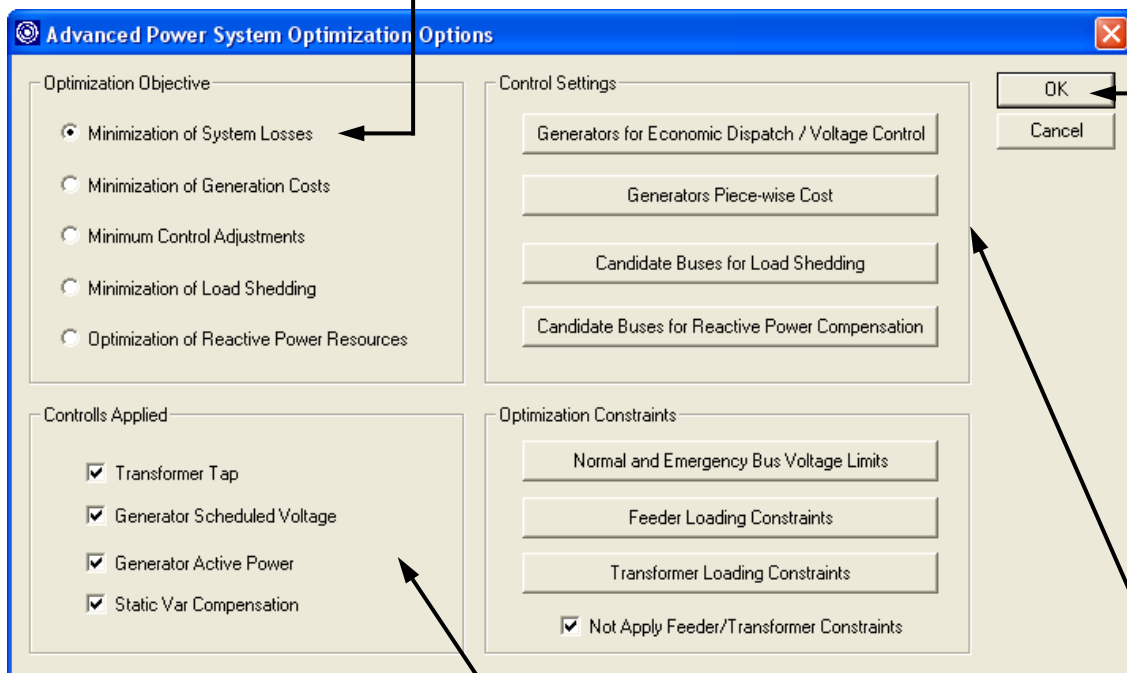 Advanced Power System Optimization Options
Optimization Objective
Minimization of System Losses
Minimization of Generation Costs
Minimum Control Adjustments
Minimization of Load Shedding
Optimization of Reactive Power Resources
Control Settings
Generators for Economic Dispatch / Voltage Control
Generators Piece-wise Cost
Candidate Buses for Load Shedding
Candidate Buses for Reactive Power Compensation
OK
Cancel
Controlls Applied
Transformer Tap
Generator Scheduled Voltage
Generator Active Power
Static Var Compensation
Optimization Constraints
Normal and Emergency Bus Voltage Limits
Feeder Loading Constraints
Transformer Loading Constraints
Not Apply Feeder/Transformer Constraints